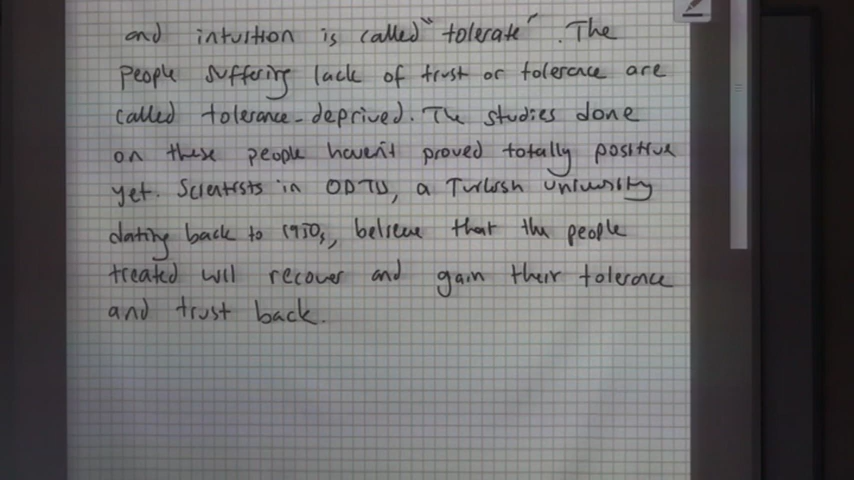 and intuition is called "tolerate". The
people suffering lack of trust or tolerance are
called tolerance-deprived. The studies done
on these people haven't proved totally positive
yet. Scientists in ODTÜ, a Turkish university
dating back to 1950s, believe that the people
treated will recover and gain their tolerance
and trust back.